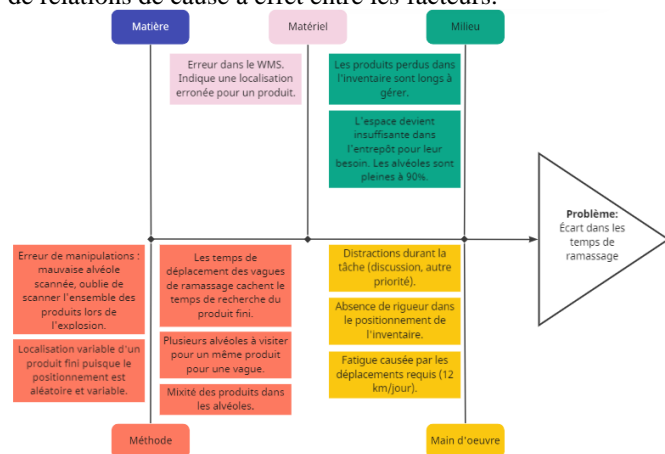 de relations de cause à effet entre les facteurs.
Matière
Matériel
Milieu
Erreur dans le WMS.
Indique une localisation
erronée pour un produit.
Les produits perdus dans
l'inventaire sont longs à
gérer.
L'espace devient
insuffisante dans
l'entrepôt pour leur
besoin. Les alvéoles sont
pleines à 90%.
Problème:
Écart dans les
temps de
ramassage
Erreur de manipulations :
mauvaise alvéole
scannée, oublie de
scanner l'ensemble des
produits lors de
l'explosion.
Localisation variable d'un
produit fini puisque le
positionnement est
aléatoire et variable.
Les temps de
déplacement des vagues
de ramassage cachent le
temps de recherche du
produit fini.
Plusieurs alvéoles à visiter
pour un même produit
pour une vague.
Mixité des produits dans
les alvéoles.
Distractions durant la
tâche (discussion, autre
priorité).
Absence de rigueur dans
le positionnement de
l'inventaire.
Fatigue causée par les
déplacements requis (12
km/jour).
Méthode
Main d'oeuvre